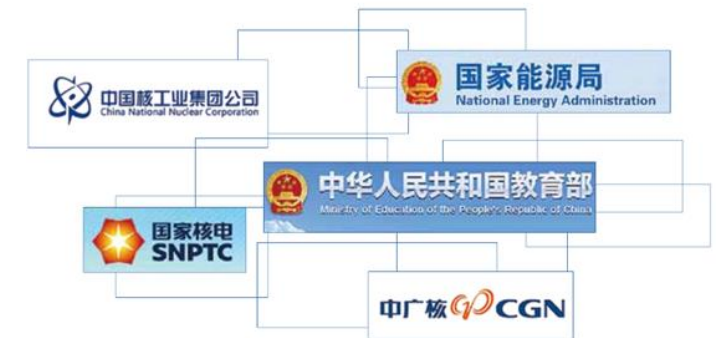 中国核工业集团公司
China National Nuclear Corporation
国家能源局
National Energy Administration
中华人民共和国教育部
Ministry of Education of the People's Republic of China
国家核电
SNPTC
中广核 CGN